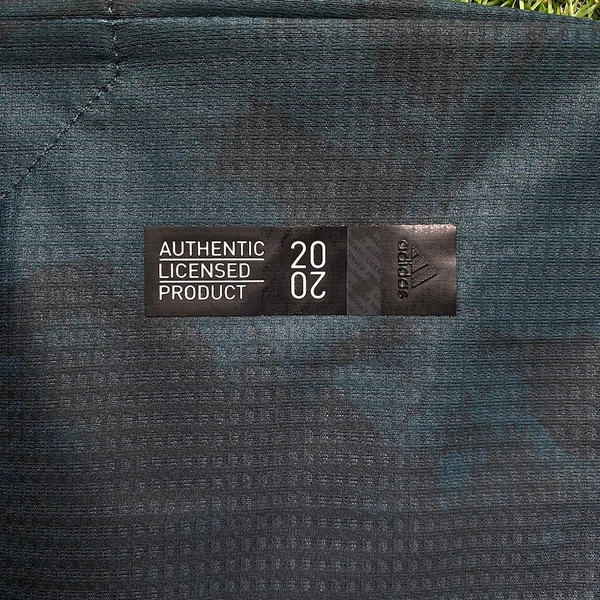 AUTHENTIC
LICENSED
PRODUCT
20
20
adidas